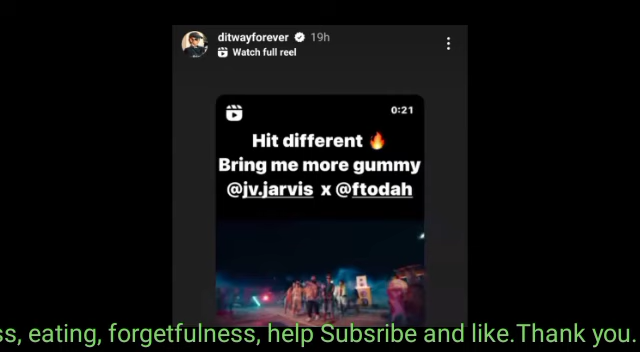 ditwayforever 19h
Watch full reel
0:21
Hit different 🔥
Bring me more gummy
@jv.jarvis x @ftodah
ss, eating, forgetfulness, help Subsribe and like.Thank you.